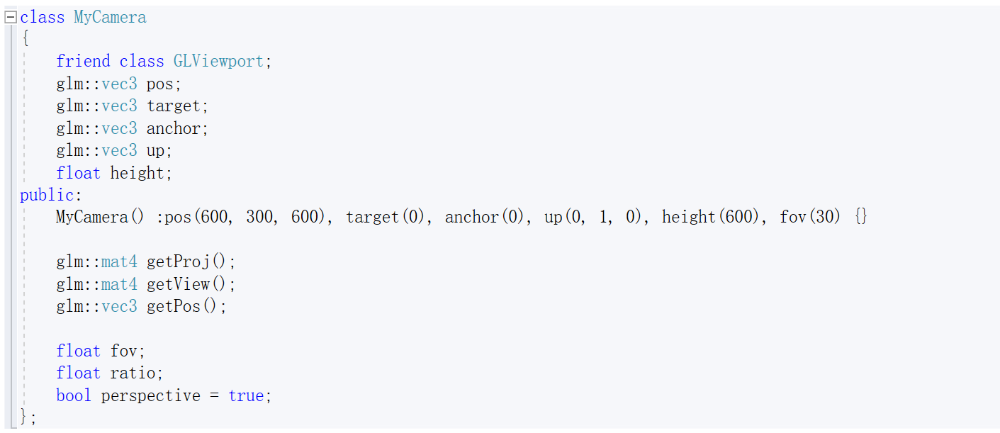 class MyCamera
{
    friend class GLViewport;
    glm::vec3 pos;
    glm::vec3 target;
    glm::vec3 anchor;
    glm::vec3 up;
    float height;
public:
    MyCamera() :pos(600, 300, 600), target(0), anchor(0), up(0, 1, 0), height(600), fov(30) {}

    glm::mat4 getProj();
    glm::mat4 getView();
    glm::vec3 getPos();

    float fov;
    float ratio;
    bool perspective = true;
};